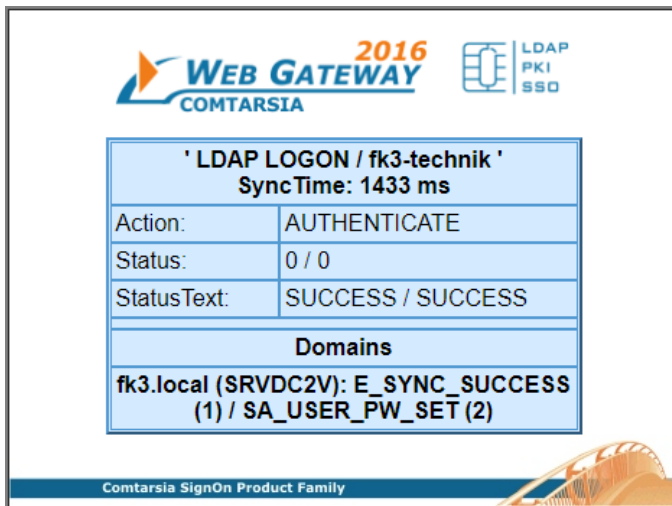 2016
WEB GATEWAY
COMTARSIA
LDAP
PKI
SSO
' LDAP LOGON / fk3-technik '
SyncTime: 1433 ms
Action: AUTHENTICATE
Status: 0 / 0
StatusText: SUCCESS / SUCCESS
Domains
fk3.local (SRVDC2V): E_SYNC_SUCCESS
(1) / SA_USER_PW_SET (2)
Comtarsia SignOn Product Family